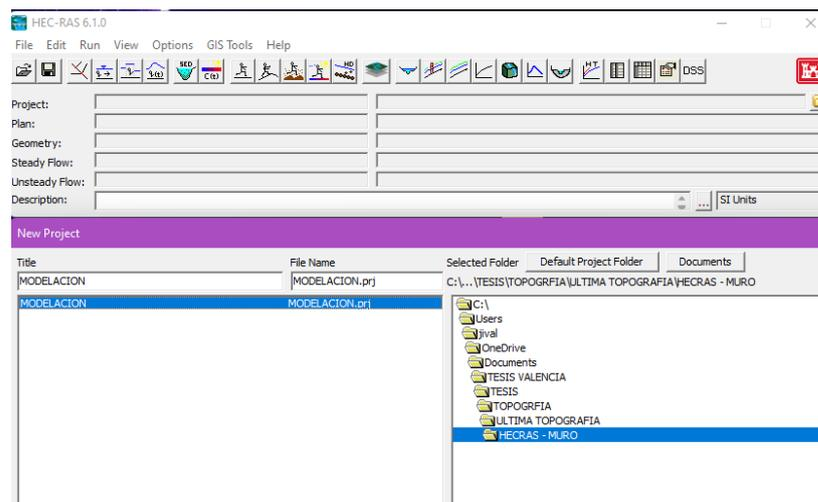 HEC-RAS 6.1.0
File Edit Run View Options GIS Tools Help
SED HD H.T. DSS
Project:
Plan:
Geometry:
Steady Flow:
Unsteady Flow:
Description: ... SI Units
New Project
Title File Name Selected Folder Default Project Folder Documents
MODELACION MODELACION.prj C:\...\TESIS\TOPOGRFIA\ULTIMA TOPOGRAFIA\HECRAS - MURO
MODELACION MODELACION.prj
C:\
Users
jival
OneDrive
Documents
TESIS VALENCIA
TESIS
TOPOGRFIA
ULTIMA TOPOGRAFIA
HECRAS - MURO